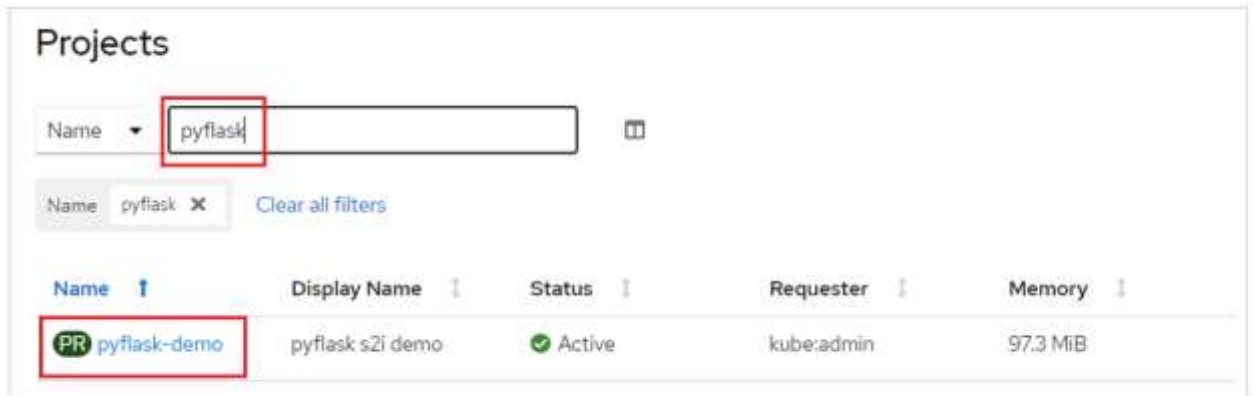 Projects
Name pyflask
Name pyflask Clear all filters
Name Display Name Status Requester Memory
PR pyflask-demo pyflask s2i demo Active kube:admin 97.3 MiB